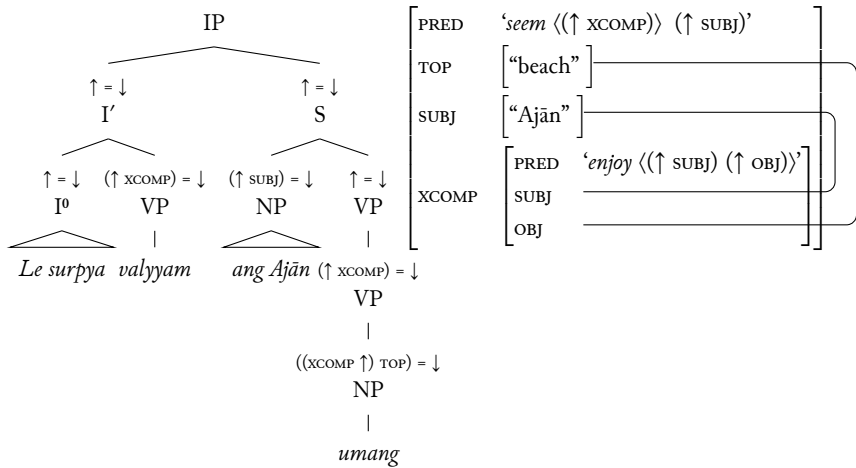 IP
↑ = ↓ ↑ = ↓
I′ S
↑ = ↓ (↑ XCOMP) = ↓ (↑ SUBJ) = ↓ ↑ = ↓
I⁰ VP NP VP
Le surpya valyyam ang Ajān (↑ XCOMP) = ↓
VP
((XCOMP ↑) TOP) = ↓
NP
umang
PRED ‘seem ⟨(↑ XCOMP)⟩ (↑ SUBJ)’
TOP [“beach”]
SUBJ [“Ajān”]
XCOMP
PRED ‘enjoy ⟨(↑ SUBJ) (↑ OBJ)⟩’
SUBJ
OBJ